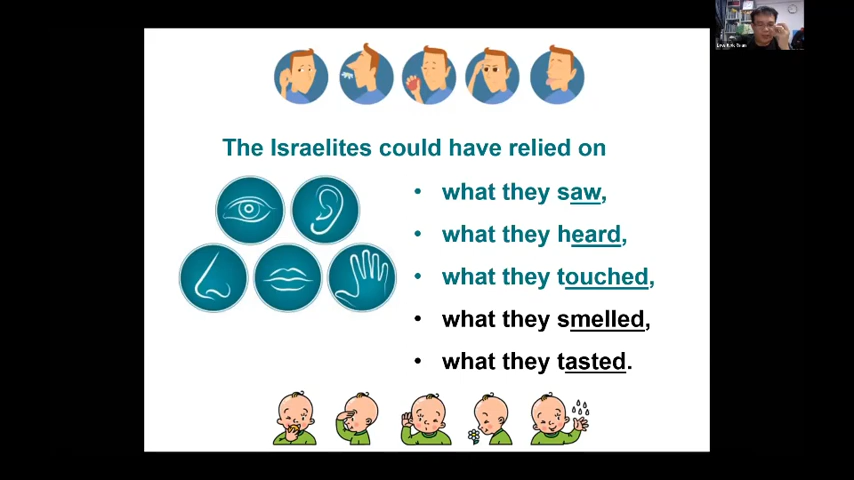 The Israelites could have relied on
• what they saw,
• what they heard,
• what they touched,
• what they smelled,
• what they tasted.